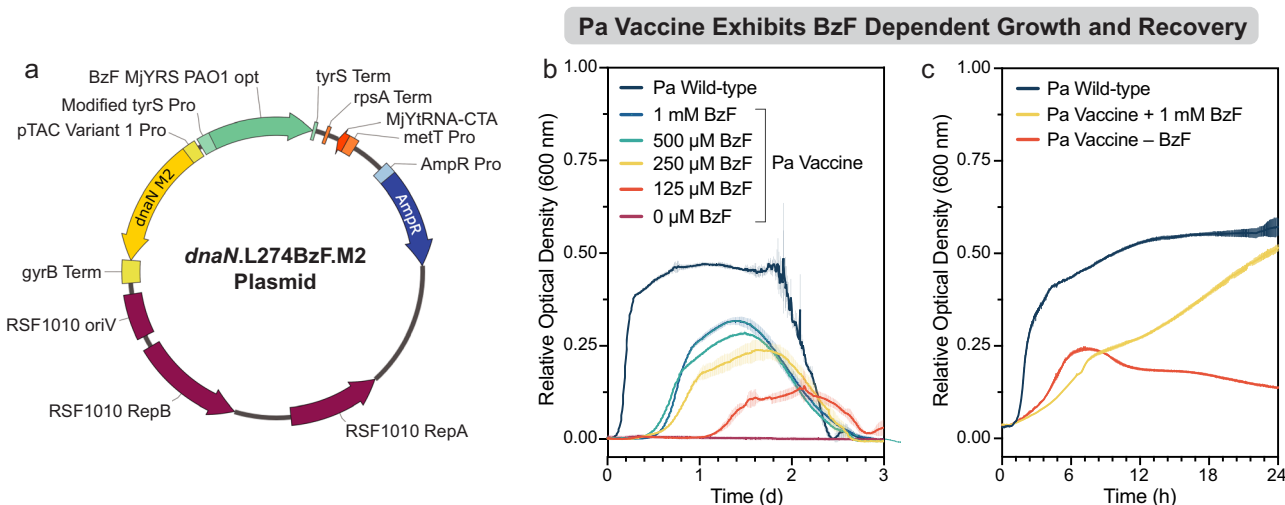 Pa Vaccine Exhibits BzF Dependent Growth and Recovery
a
BzF MjYRS PAO1 opt
tyrS Term
rpsA Term
Modified tyrS Pro
MjYtRNA-CTA
pTAC Variant 1 Pro
metT Pro
AmpR Pro
dnaN M2
AmpR
dnaN.L274BzF.M2
Plasmid
gyrB Term
RSF1010 oriV
RSF1010 RepB
RSF1010 RepA
b
Relative Optical Density (600 nm)
1.00
0.75
0.50
0.25
0.00
Pa Wild-type
1 mM BzF
500 µM BzF
250 µM BzF
125 µM BzF
0 µM BzF
Pa Vaccine
0
1
2
3
Time (d)
c
Relative Optical Density (600 nm)
1.00
0.75
0.50
0.25
0.00
Pa Wild-type
Pa Vaccine + 1 mM BzF
Pa Vaccine – BzF
0
6
12
18
24
Time (h)